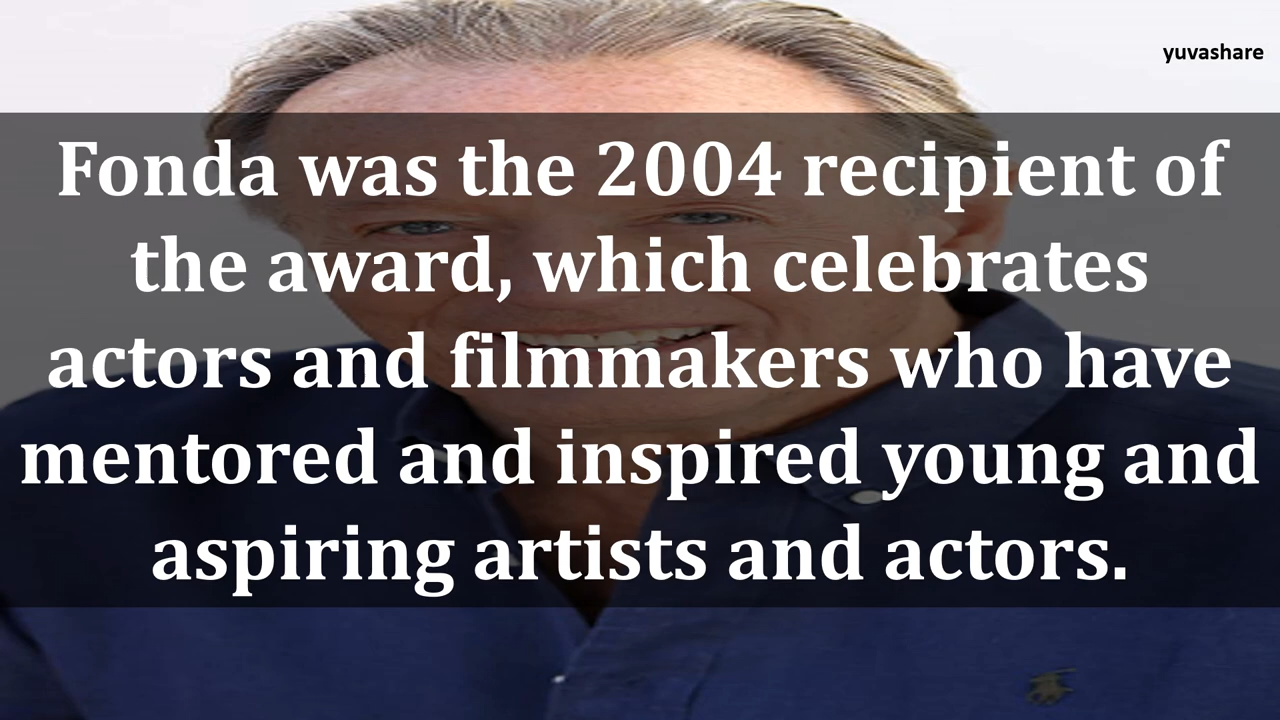 yuvashare
Fonda was the 2004 recipient of
the award, which celebrates
actors and filmmakers who have
mentored and inspired young and
aspiring artists and actors.